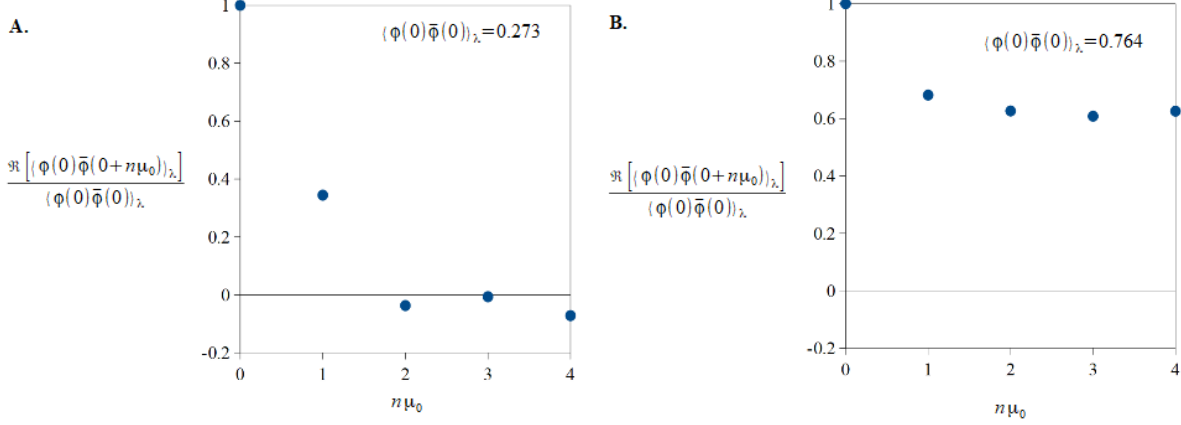 A.
1
0.8
0.6
0.4
0.2
0
-0.2
0 1 2 3 4
nμ₀
⟨φ(0)φ̄(0)⟩λ=0.273
ℜ[⟨φ(0)φ̄(0+nμ₀)⟩λ]
⟨φ(0)φ̄(0)⟩λ
B.
1
0.8
0.6
0.4
0.2
0
-0.2
0 1 2 3 4
nμ₀
⟨φ(0)φ̄(0)⟩λ=0.764
ℜ[⟨φ(0)φ̄(0+nμ₀)⟩λ]
⟨φ(0)φ̄(0)⟩λ